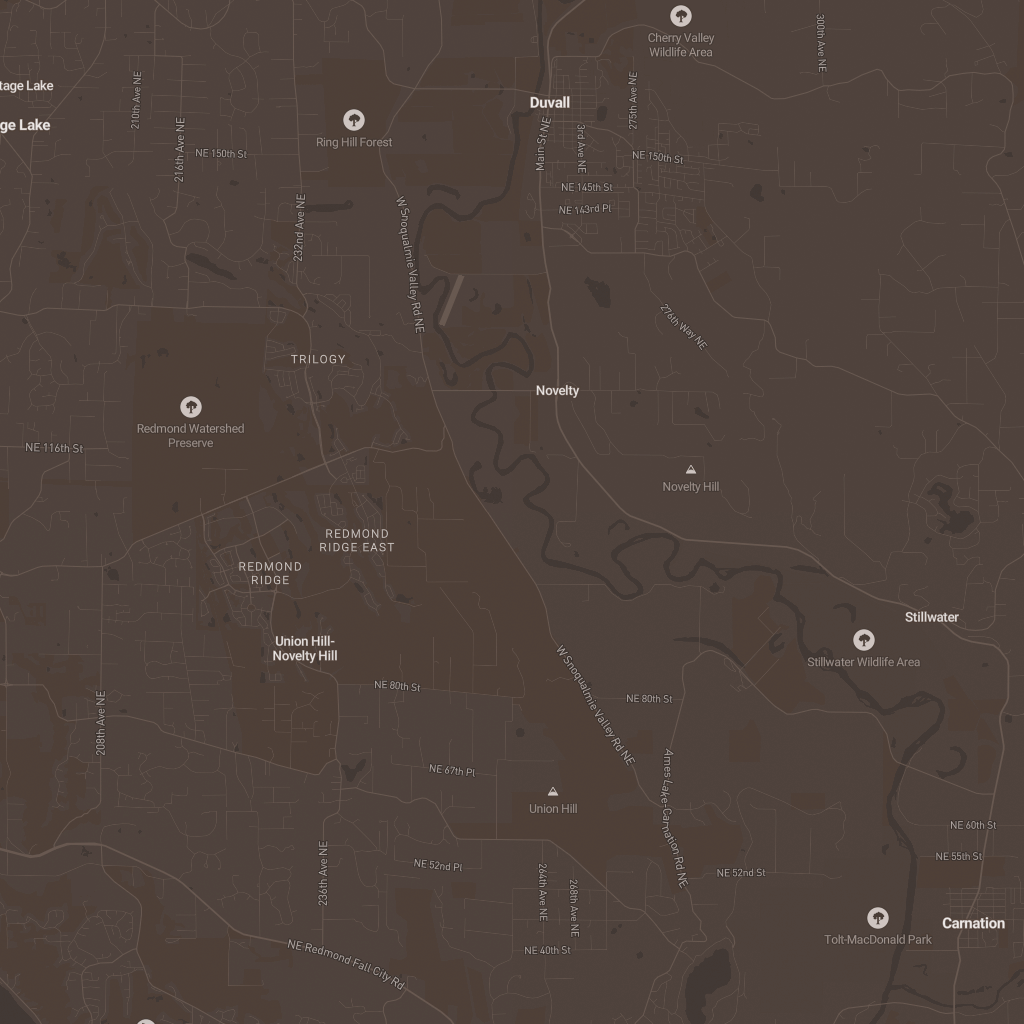 Cherry Valley
Wildlife Area
300th Ave NE
tage Lake
210th Ave NE
275th Ave NE
Duvall
ge Lake
Ring Hill Forest
216th Ave NE
NE 150th St
Main St NE
3rd Ave NE
NE 150th St
NE 145th St
NE 143rd Pl
232nd Ave NE
W Snoqualmie Valley Rd NE
276th Way NE
TRILOGY
Novelty
Redmond Watershed
Preserve
NE 116th St
Novelty Hill
REDMOND
RIDGE EAST
REDMOND
RIDGE
Stillwater
Union Hill-
Novelty Hill
Stillwater Wildlife Area
NE 80th St
W Snoqualmie Valley Rd NE
NE 80th St
208th Ave NE
NE 67th Pl
Ames Lake-Carnation Rd NE
Union Hill
NE 60th St
NE 55th St
236th Ave NE
NE 52nd Pl
264th Ave NE
268th Ave NE
NE 52nd St
Carnation
Tolt-MacDonald Park
NE 40th St
NE Redmond Fall City Rd